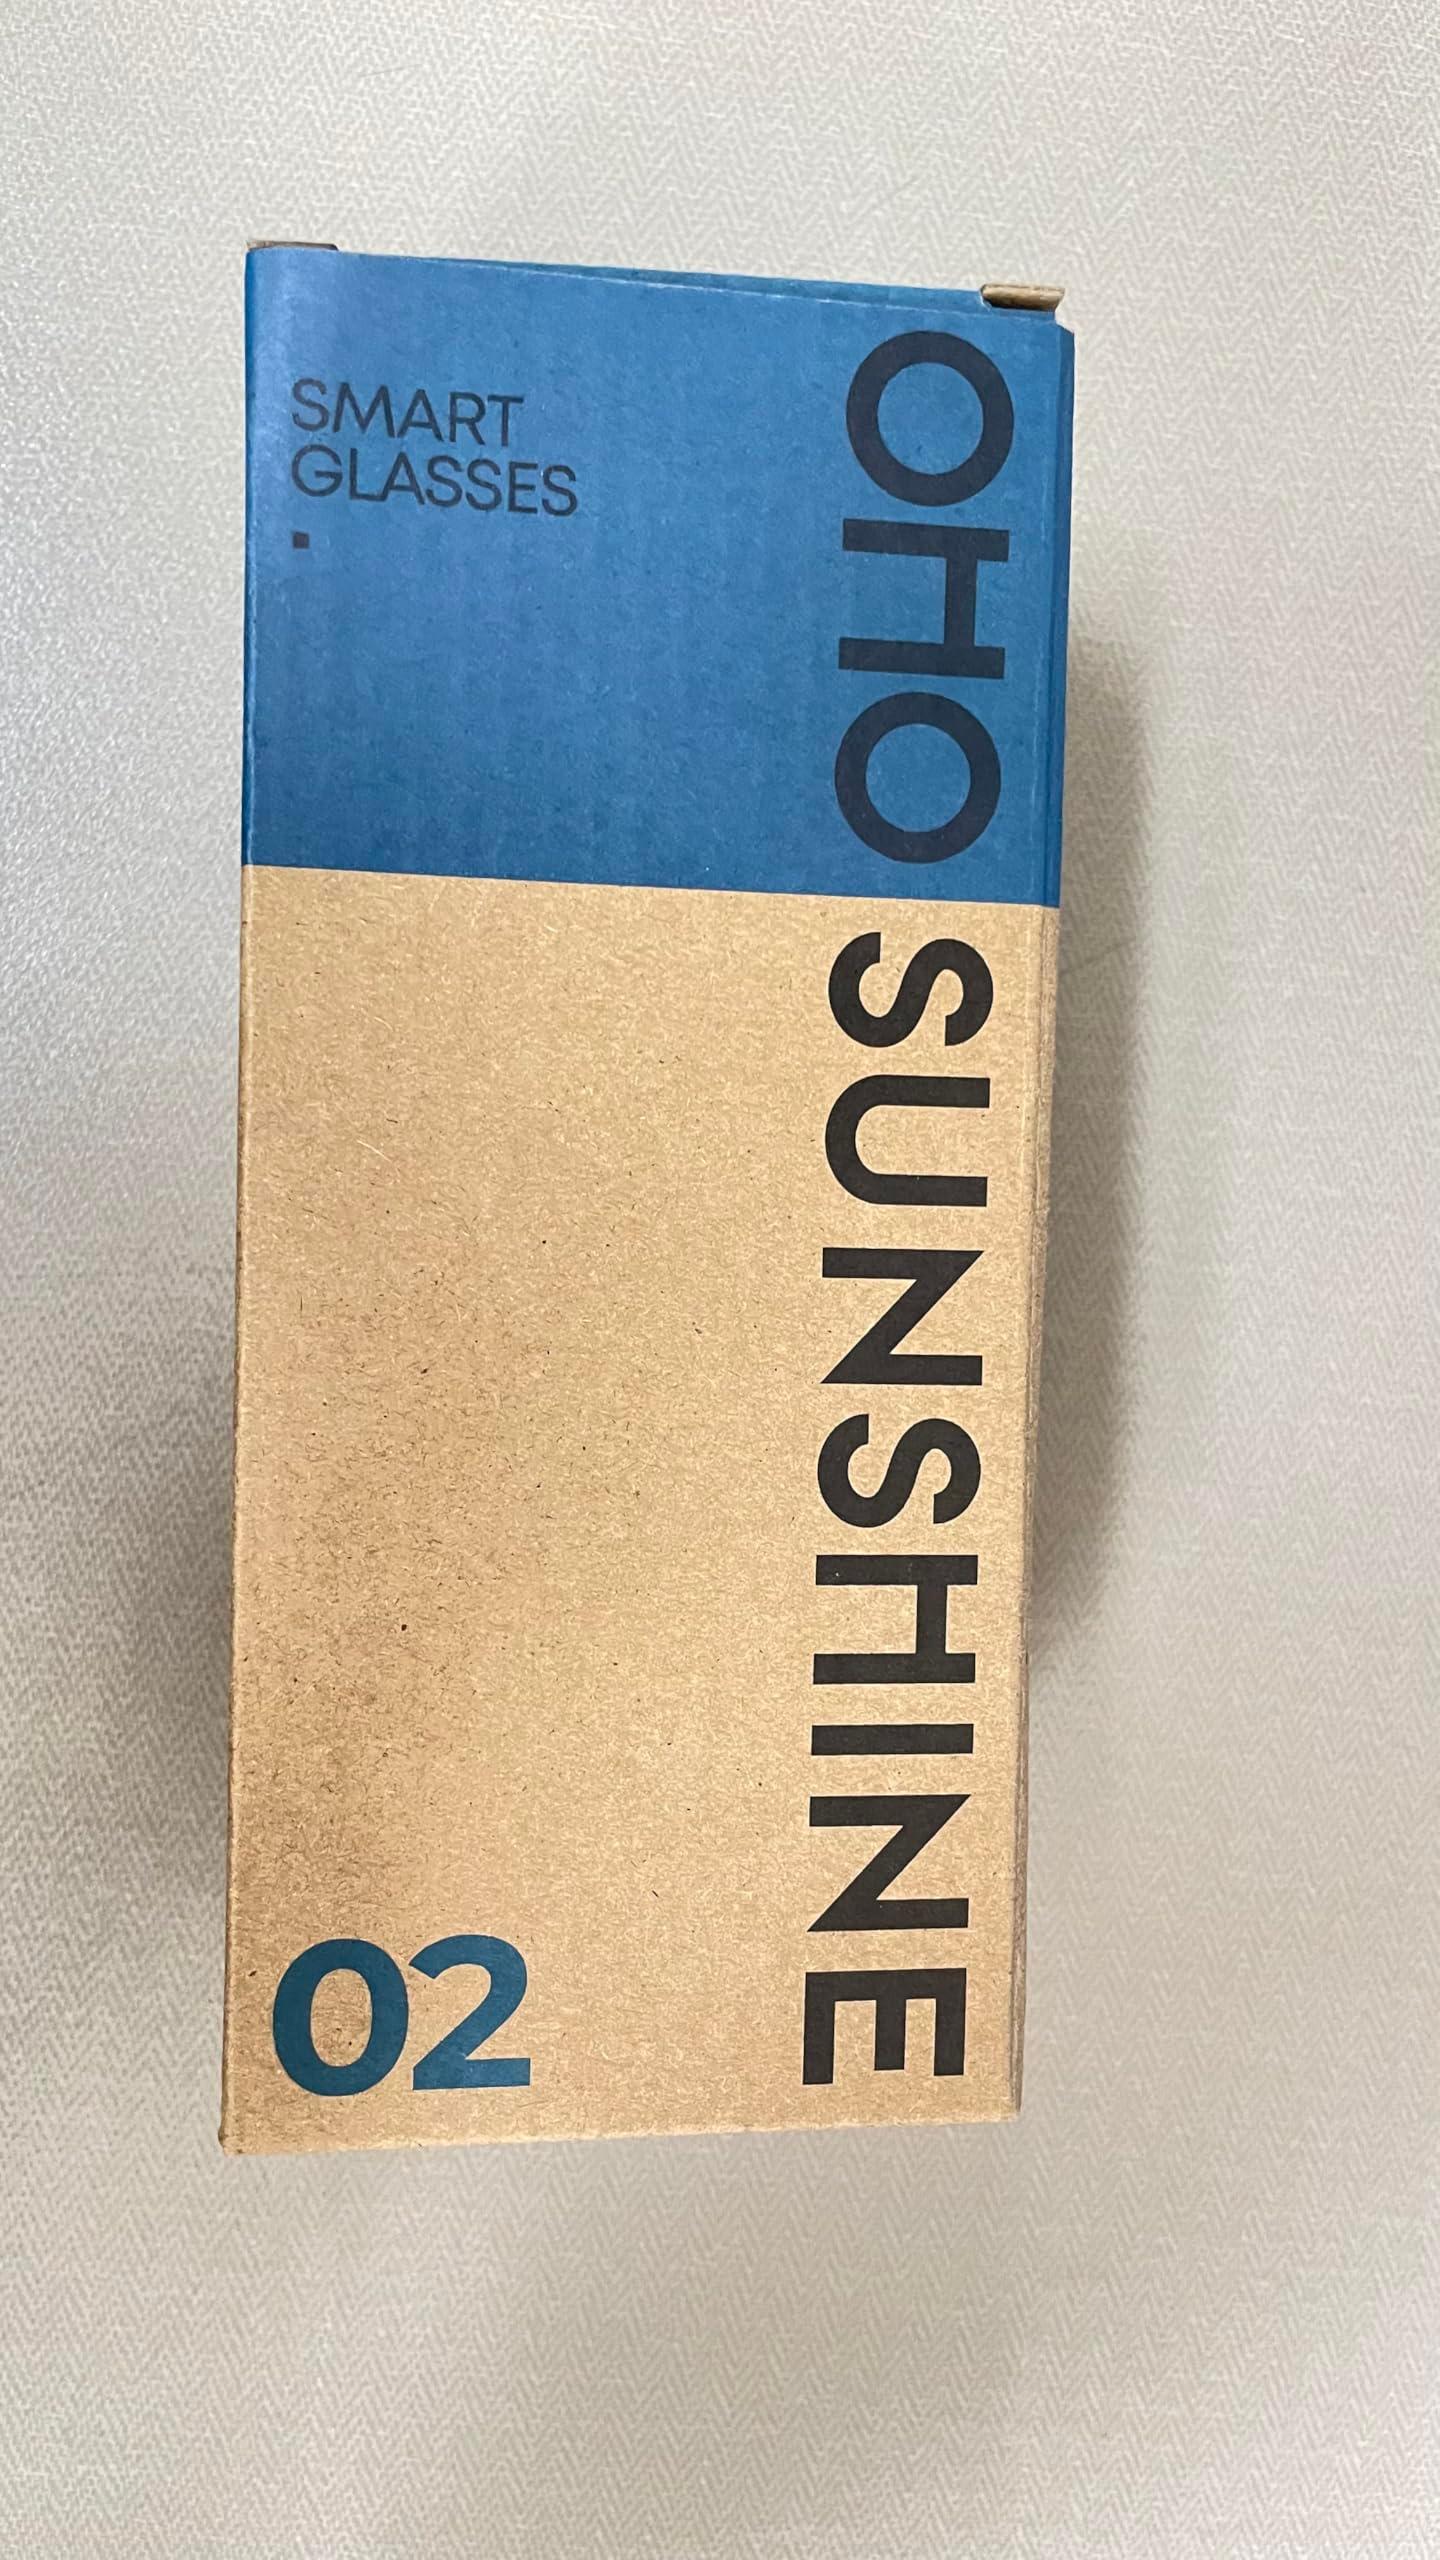 SMART
GLASSES
OHO SUNSHINE
02